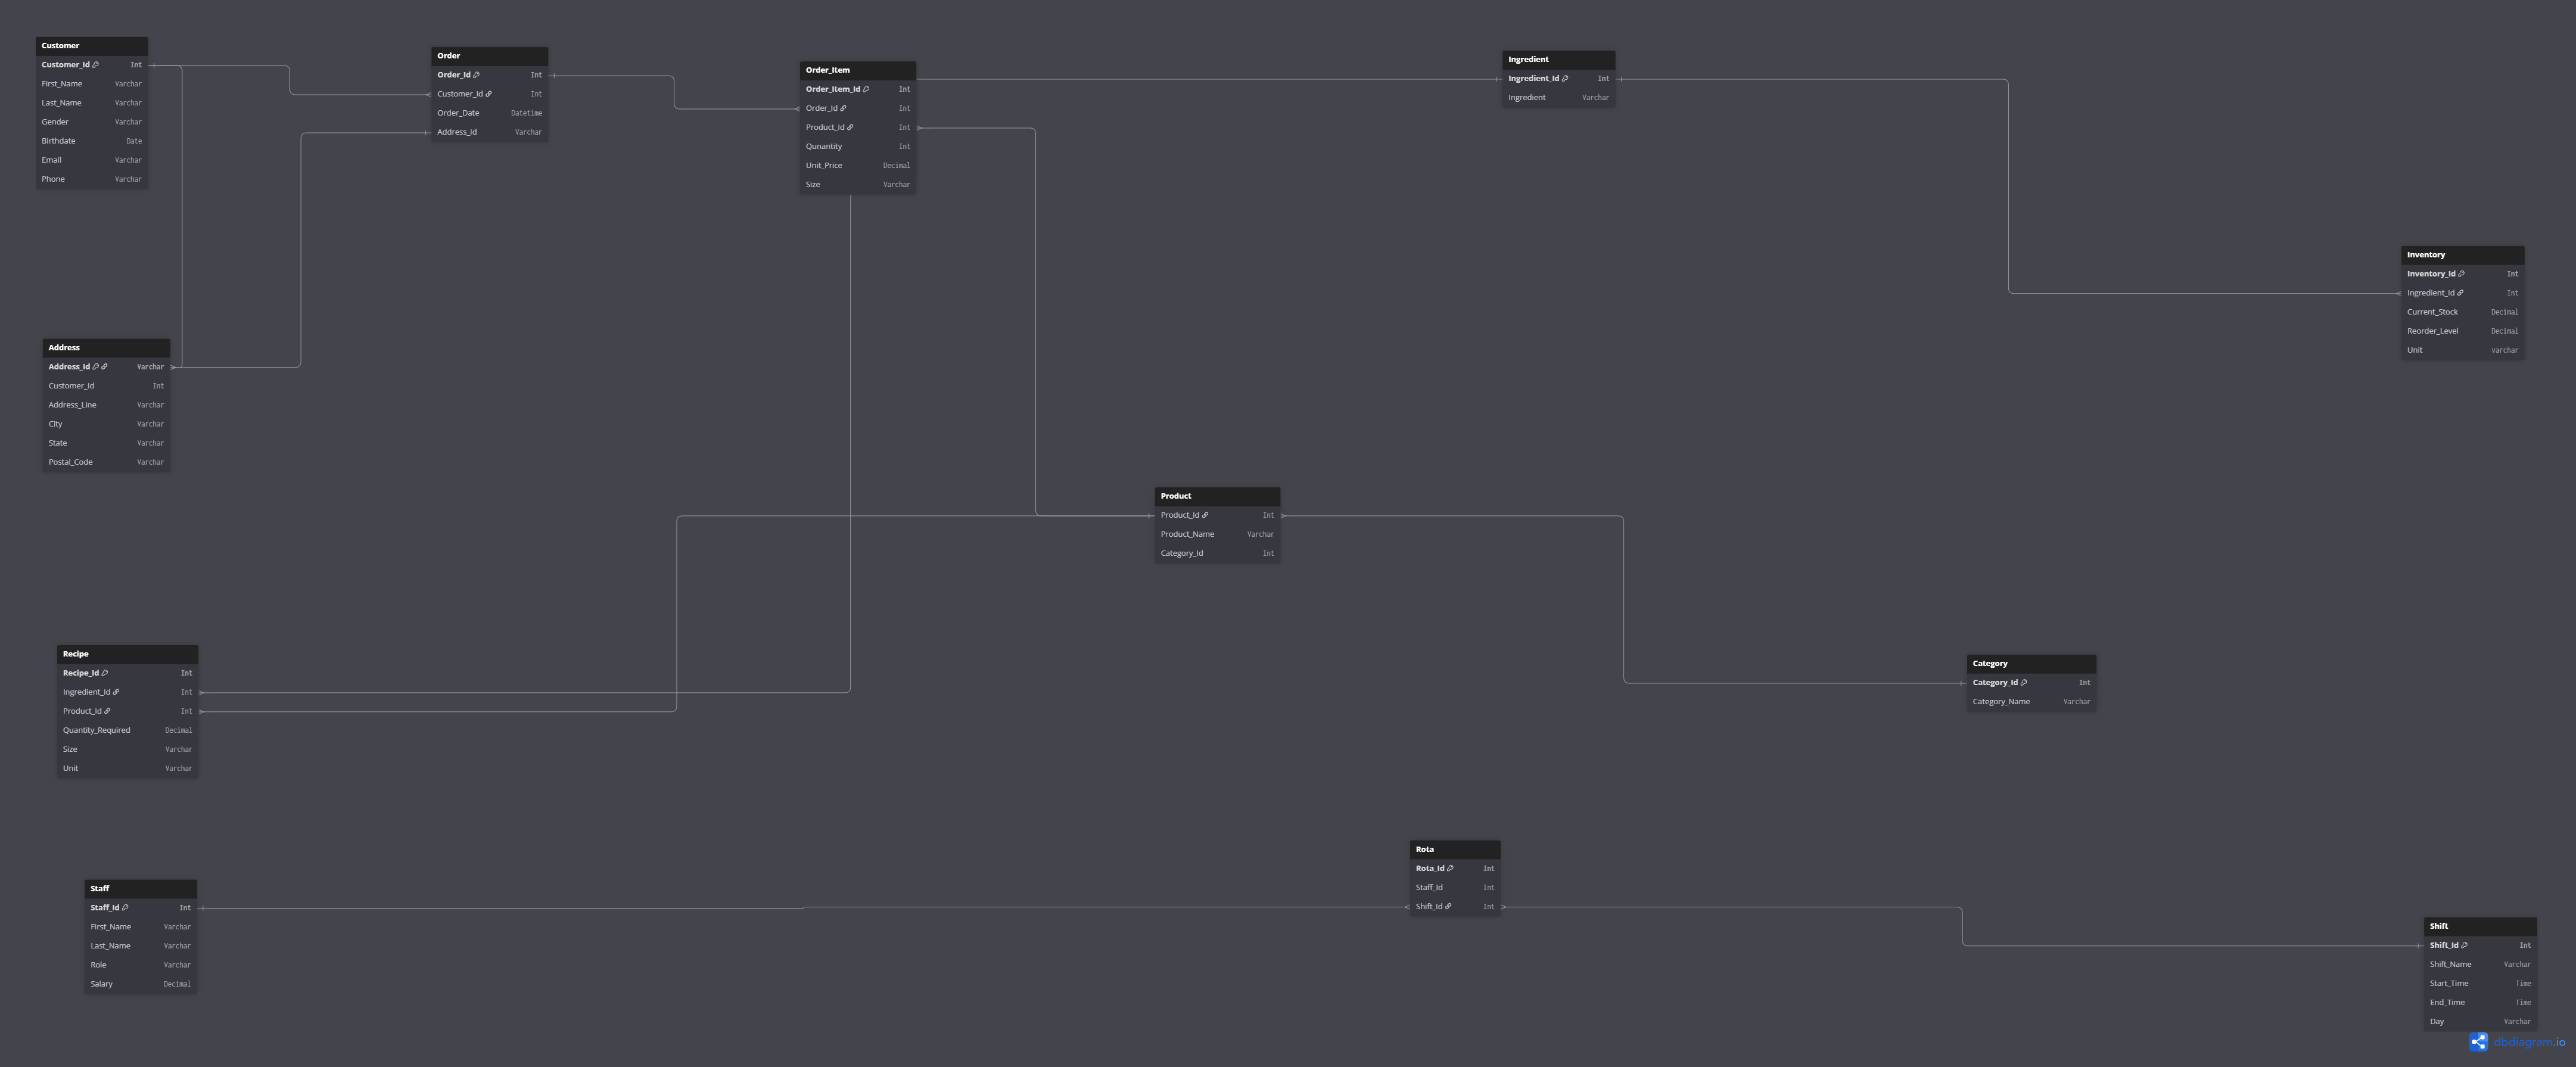 Customer
Customer_Id Int
First_Name Varchar
Last_Name Varchar
Gender Varchar
Birthdate Date
Email Varchar
Phone Varchar
Order
Order_Id Int
Customer_Id Int
Order_Date Datetime
Address_Id Varchar
Order_Item
Order_Item_Id Int
Order_Id Int
Product_Id Int
Qunantity Int
Unit_Price Decimal
Size Varchar
Ingredient
Ingredient_Id Int
Ingredient Varchar
Inventory
Inventory_Id Int
Ingredient_Id Int
Current_Stock Decimal
Reorder_Level Decimal
Unit varchar
Address
Address_Id Varchar
Customer_Id Int
Address_Line Varchar
City Varchar
State Varchar
Postal_Code Varchar
Product
Product_Id Int
Product_Name Varchar
Category_Id Int
Recipe
Recipe_Id Int
Ingredient_Id Int
Product_Id Int
Quantity_Required Decimal
Size Varchar
Unit Varchar
Category
Category_Id Int
Category_Name Varchar
Staff
Staff_Id Int
First_Name Varchar
Last_Name Varchar
Role Varchar
Salary Decimal
Rota
Rota_Id Int
Staff_Id Int
Shift_Id Int
Shift
Shift_Id Int
Shift_Name Varchar
Start_Time Time
End_Time Time
Day Varchar
dbdiagram.io